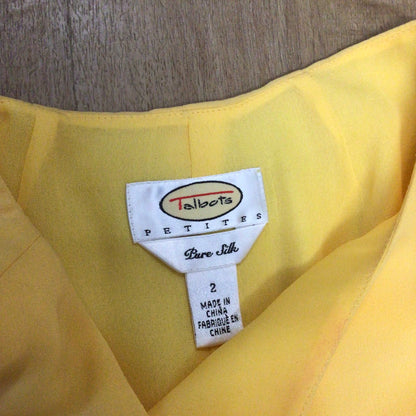 Talbots
PETITES
Pure Silk
2
MADE IN
CHINA
FABRIQUÉ EN
CHINE